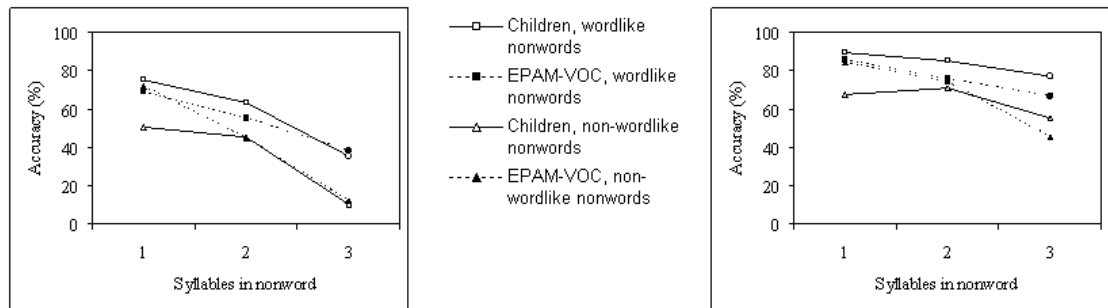 100
80
60
40
20
0
Accuracy (%)
1 2 3
Syllables in nonword
Children, wordlike
nonwords
EPAM-VOC, wordlike
nonwords
Children, non-wordlike
nonwords
EPAM-VOC, non-
wordlike nonwords
100
80
60
40
20
0
Accuracy (%)
1 2 3
Syllables in nonword